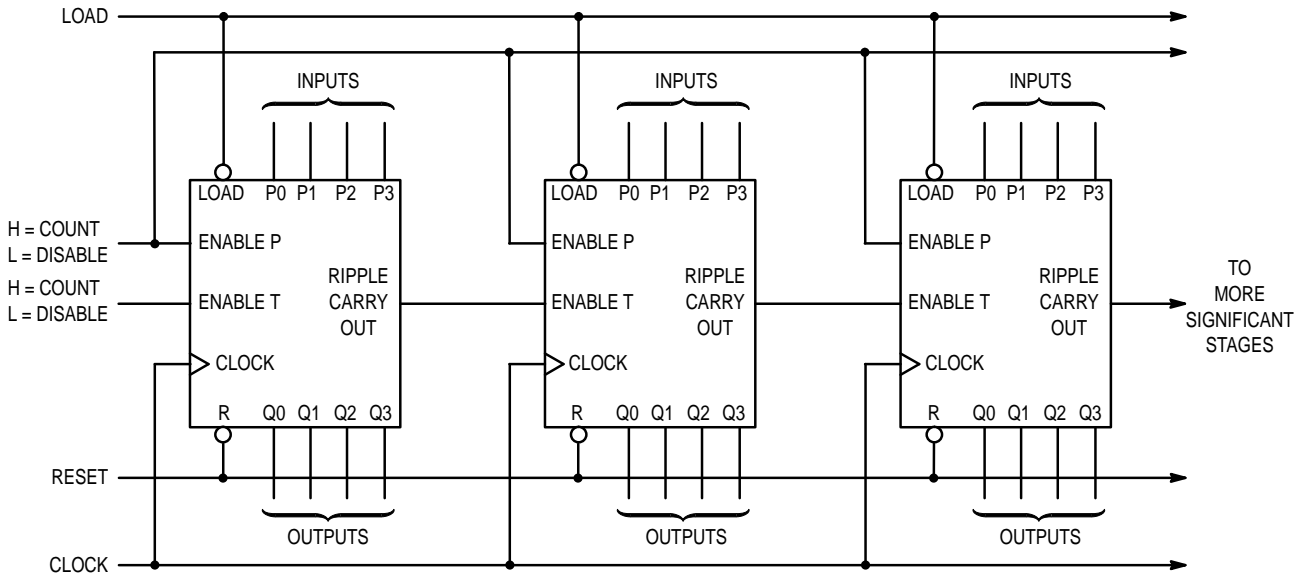 LOAD
INPUTS
INPUTS
INPUTS
LOAD P0 P1 P2 P3
LOAD P0 P1 P2 P3
LOAD P0 P1 P2 P3
H = COUNT
L = DISABLE
ENABLE P
ENABLE P
ENABLE P
H = COUNT
L = DISABLE
ENABLE T
RIPPLE
CARRY
OUT
ENABLE T
RIPPLE
CARRY
OUT
ENABLE T
RIPPLE
CARRY
OUT
TO
MORE
SIGNIFICANT
STAGES
CLOCK
CLOCK
CLOCK
R Q0 Q1 Q2 Q3
R Q0 Q1 Q2 Q3
R Q0 Q1 Q2 Q3
RESET
OUTPUTS
OUTPUTS
OUTPUTS
CLOCK